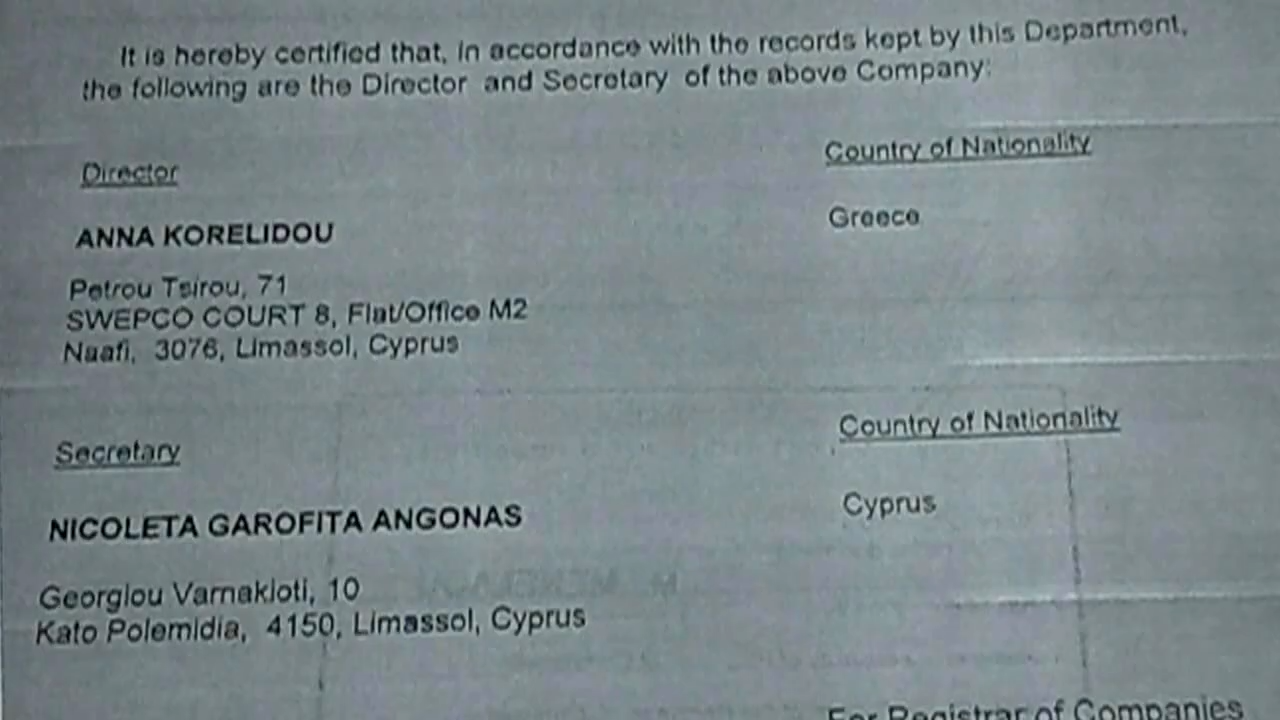 It is hereby certified that, in accordance with the records kept by this Department,
the following are the Director and Secretary of the above Company:
Director
Country of Nationality
ANNA KORELIDOU
Greece
Petrou Tsirou, 71
SWEPCO COURT 8, Flat/Office M2
Naafi, 3076, Limassol, Cyprus
Secretary
Country of Nationality
NICOLETA GAROFITA ANGONAS
Cyprus
Georgiou Varnakioti, 10
Kato Polemidia, 4150, Limassol, Cyprus
For Registrar of Companies